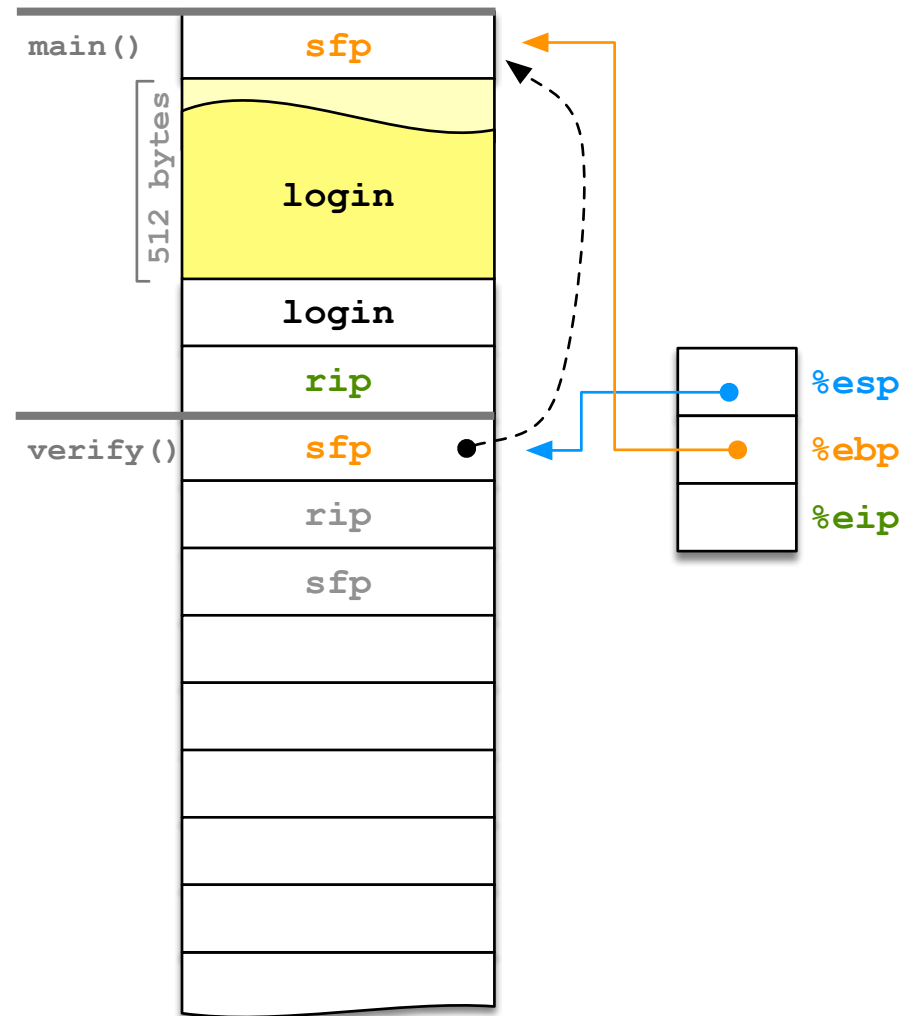 main()
sfp
512 bytes
login
login
rip
%esp
verify()
sfp
%ebp
rip
%eip
sfp